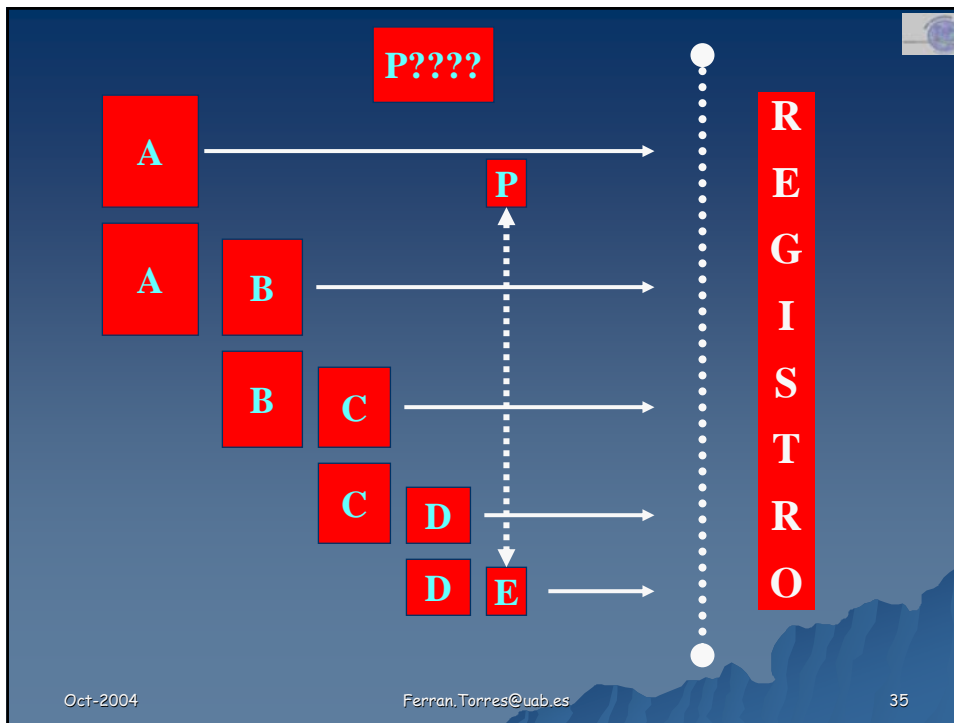 P????
A
P
A B
B C
C D
D E
R
E
G
I
S
T
R
O
Oct-2004
Ferran.Torres@uab.es
35